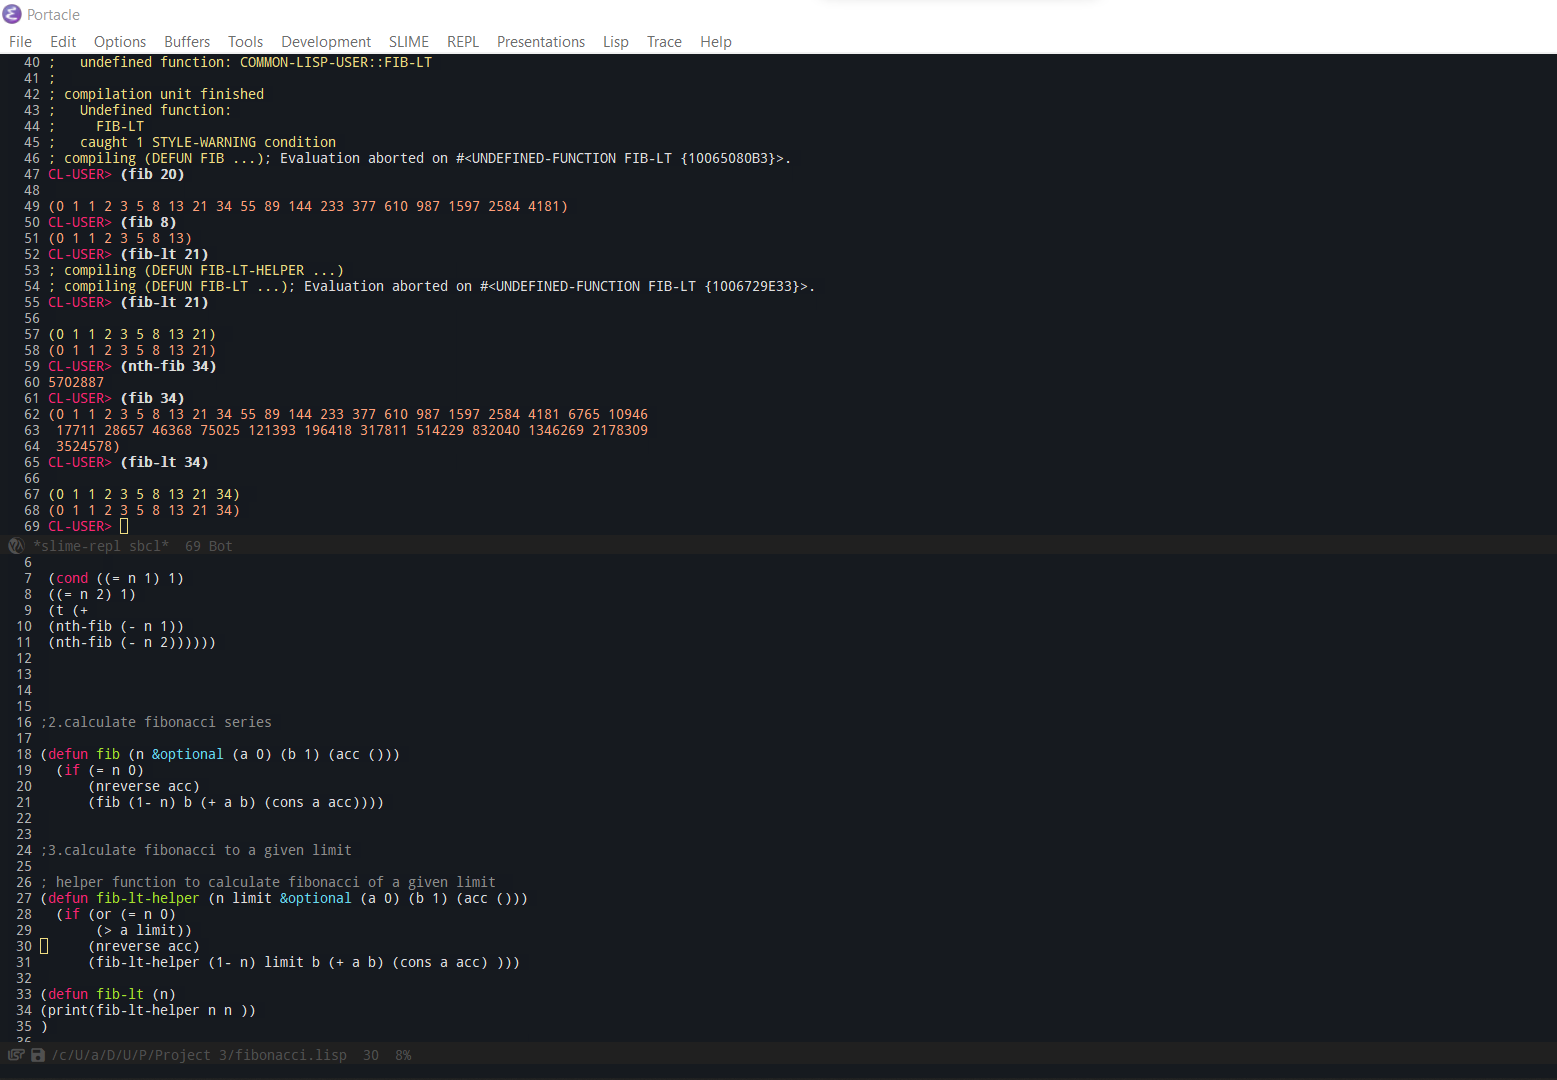 Portacle
File Edit Options Buffers Tools Development SLIME REPL Presentations Lisp Trace Help
40 ;   undefined function: COMMON-LISP-USER::FIB-LT
41 ;
42 ; compilation unit finished
43 ;   Undefined function:
44 ;     FIB-LT
45 ;   caught 1 STYLE-WARNING condition
46 ; compiling (DEFUN FIB ...); Evaluation aborted on #<UNDEFINED-FUNCTION FIB-LT {10065080B3}>.
47 CL-USER> (fib 20)
48
49 (0 1 1 2 3 5 8 13 21 34 55 89 144 233 377 610 987 1597 2584 4181)
50 CL-USER> (fib 8)
51 (0 1 1 2 3 5 8 13)
52 CL-USER> (fib-lt 21)
53 ; compiling (DEFUN FIB-LT-HELPER ...)
54 ; compiling (DEFUN FIB-LT ...); Evaluation aborted on #<UNDEFINED-FUNCTION FIB-LT {1006729E33}>.
55 CL-USER> (fib-lt 21)
56
57 (0 1 1 2 3 5 8 13 21)
58 (0 1 1 2 3 5 8 13 21)
59 CL-USER> (nth-fib 34)
60 5702887
61 CL-USER> (fib 34)
62 (0 1 1 2 3 5 8 13 21 34 55 89 144 233 377 610 987 1597 2584 4181 6765 10946
63  17711 28657 46368 75025 121393 196418 317811 514229 832040 1346269 2178309
64  3524578)
65 CL-USER> (fib-lt 34)
66
67 (0 1 1 2 3 5 8 13 21 34)
68 (0 1 1 2 3 5 8 13 21 34)
69 CL-USER>
*slime-repl sbcl*  69 Bot
6
7  (cond ((= n 1) 1)
8  ((= n 2) 1)
9  (t (+
10  (nth-fib (- n 1))
11  (nth-fib (- n 2))))))
12
13
14
15
16 ;2.calculate fibonacci series
17
18 (defun fib (n &optional (a 0) (b 1) (acc ()))
19   (if (= n 0)
20       (nreverse acc)
21       (fib (1- n) b (+ a b) (cons a acc))))
22
23
24 ;3.calculate fibonacci to a given limit
25
26 ; helper function to calculate fibonacci of a given limit
27 (defun fib-lt-helper (n limit &optional (a 0) (b 1) (acc ()))
28   (if (or (= n 0)
29        (> a limit))
30       (nreverse acc)
31       (fib-lt-helper (1- n) limit b (+ a b) (cons a acc) )))
32
33 (defun fib-lt (n)
34 (print(fib-lt-helper n n ))
35 )
36
/c/U/a/D/U/P/Project 3/fibonacci.lisp  30  8%